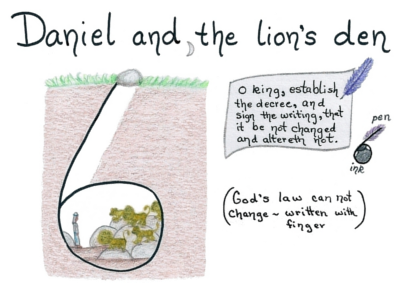 Daniel and the lion's den
O king, establish
the decree, and
sign the writing, that
it be not changed
and altereth not.
pen
ink
(God's law can not
change ~ written with
finger)